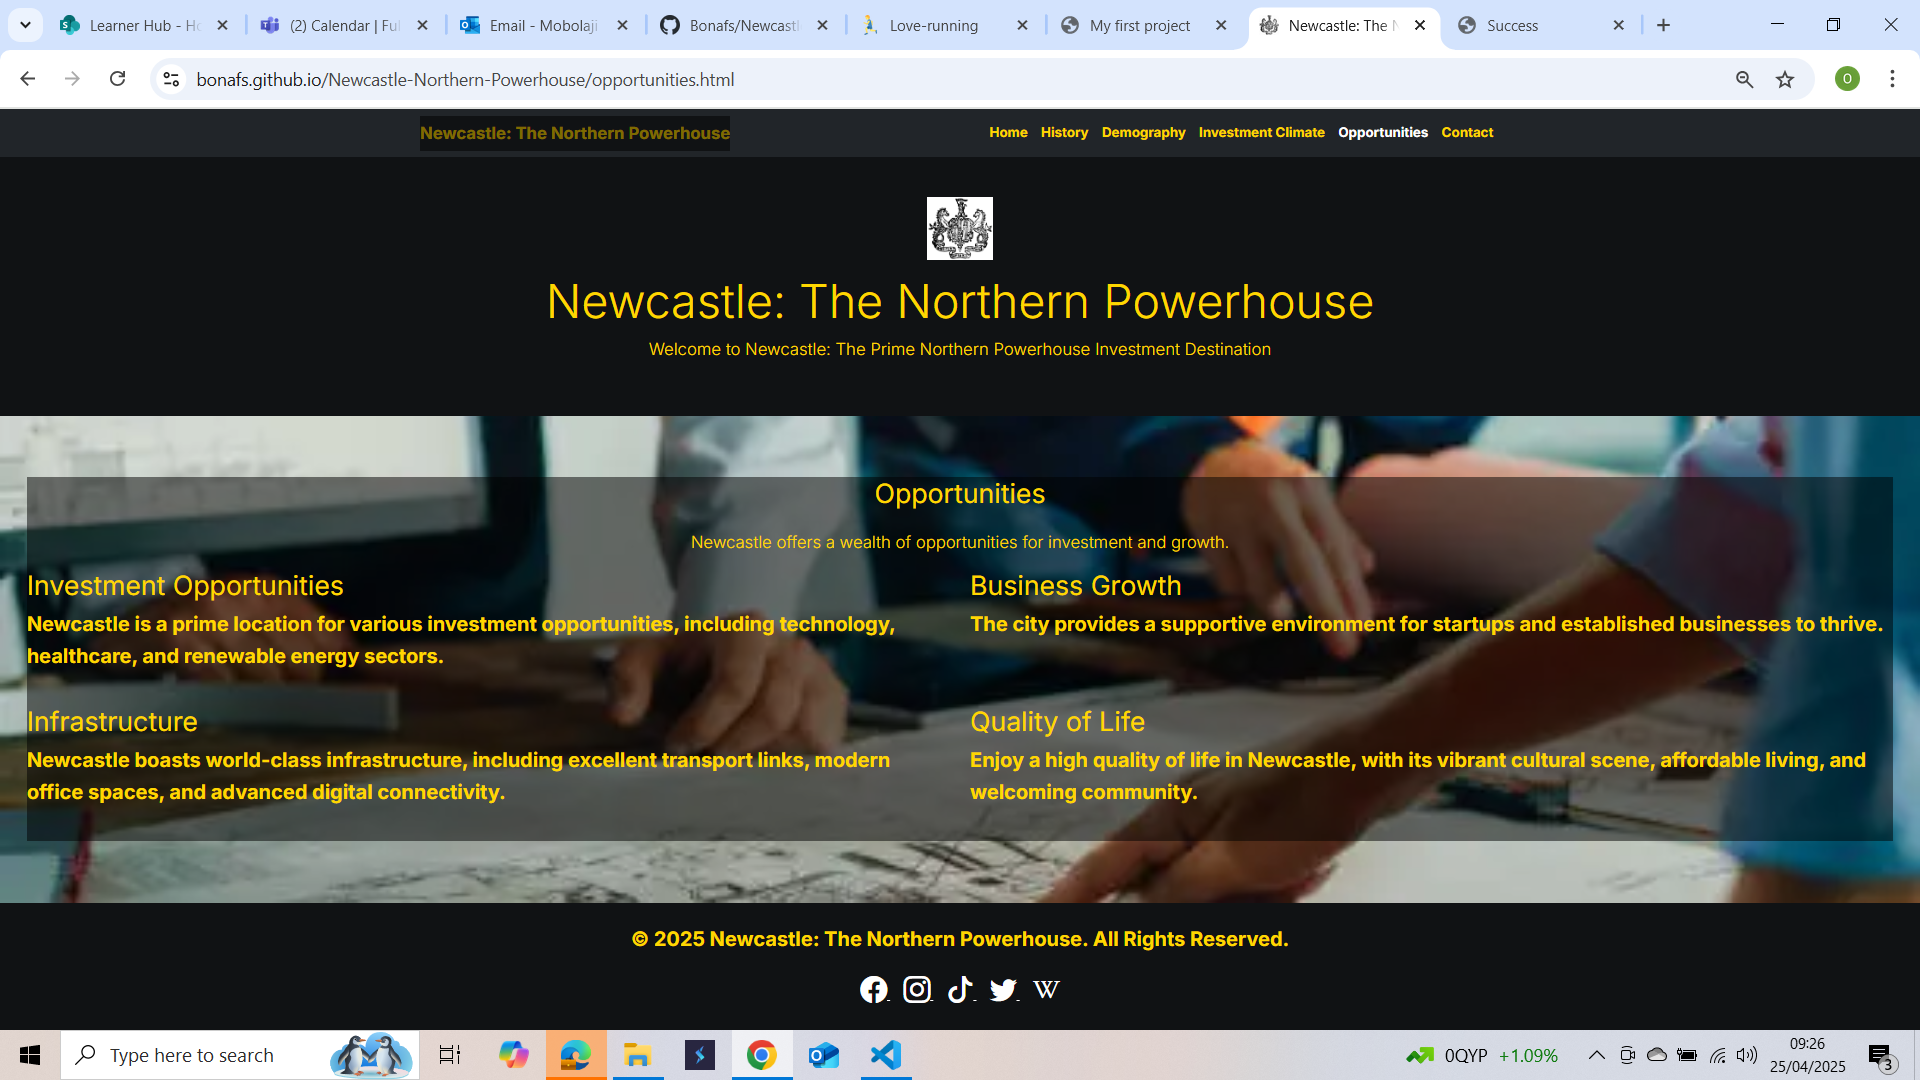 Learner Hub - Ho
(2) Calendar | Ful
Email - Mobolaji
Bonafs/Newcastl
Love-running
My first project
Newcastle: The N
Success
bonafs.github.io/Newcastle-Northern-Powerhouse/opportunities.html
O
Newcastle: The Northern Powerhouse
Home History Demography Investment Climate Opportunities Contact
Newcastle: The Northern Powerhouse
Welcome to Newcastle: The Prime Northern Powerhouse Investment Destination
Opportunities
Newcastle offers a wealth of opportunities for investment and growth.
Investment Opportunities
Newcastle is a prime location for various investment opportunities, including technology,
healthcare, and renewable energy sectors.
Business Growth
The city provides a supportive environment for startups and established businesses to thrive.
Infrastructure
Newcastle boasts world-class infrastructure, including excellent transport links, modern
office spaces, and advanced digital connectivity.
Quality of Life
Enjoy a high quality of life in Newcastle, with its vibrant cultural scene, affordable living, and
welcoming community.
© 2025 Newcastle: The Northern Powerhouse. All Rights Reserved.
W
Type here to search
0QYP +1.09%
09:26
25/04/2025
3